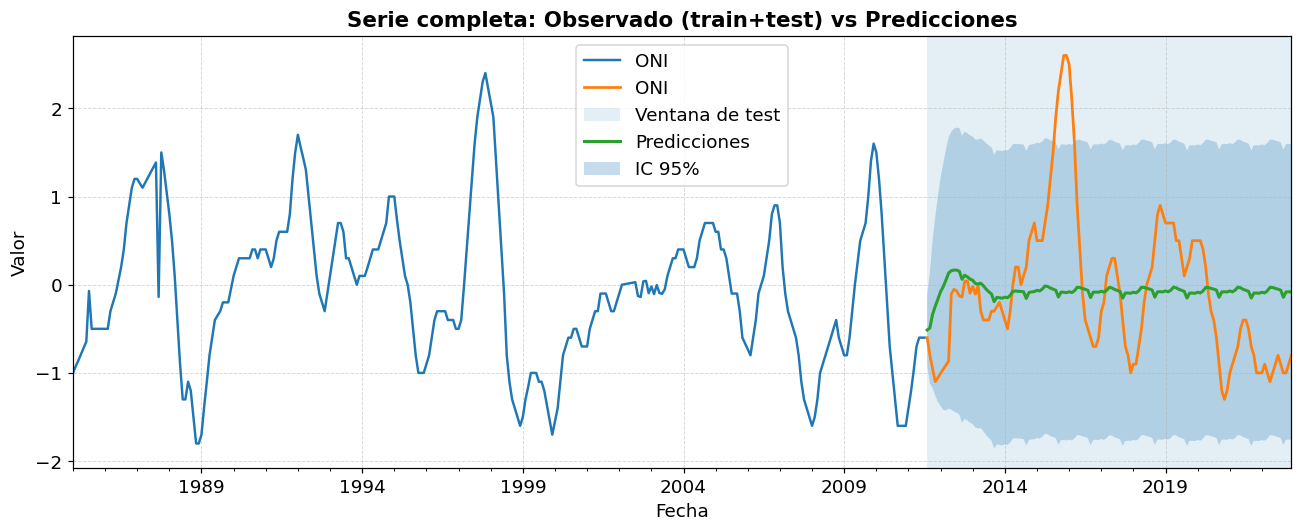 Serie completa: Observado (train+test) vs Predicciones
ONI
ONI
Ventana de test
Predicciones
IC 95%
Valor
2
1
0
−1
−2
1989
1994
1999
2004
2009
2014
2019
Fecha